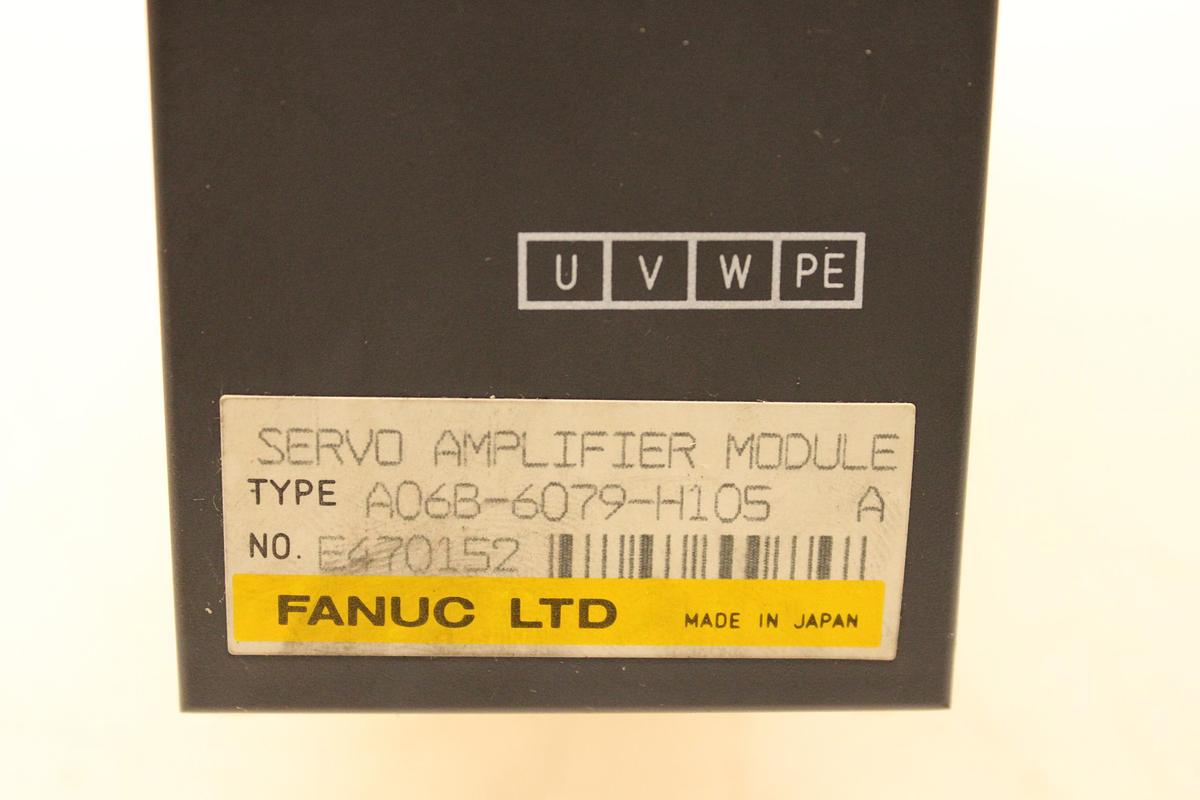 U V W PE
SERVO AMPLIFIER MODULE
TYPE A06B-6079-H105 A
NO. E470152
FANUC LTD MADE IN JAPAN